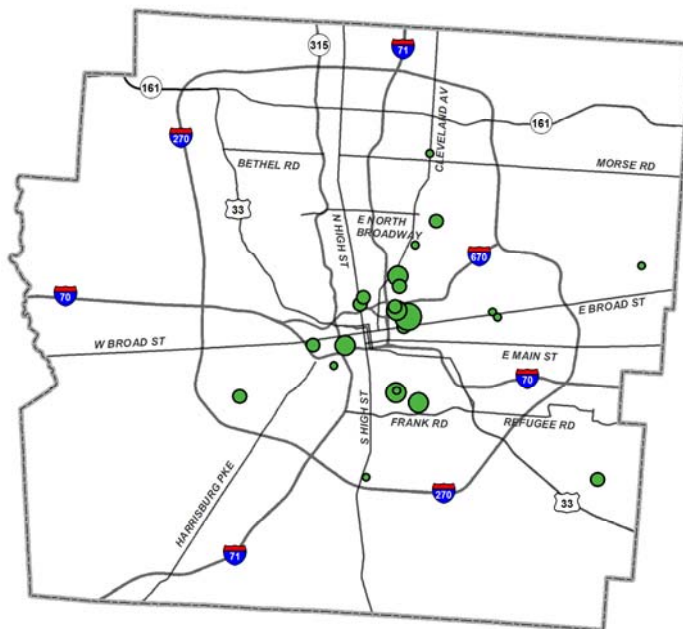 315
71
161
CLEVELAND AV
161
270
BETHEL RD
MORSE RD
33
E NORTH
BROADWAY
N HIGH ST
670
70
E BROAD ST
W BROAD ST
E MAIN ST
70
S HIGH ST
FRANK RD
REFUGEE RD
HARRISBURG PKE
270
33
71